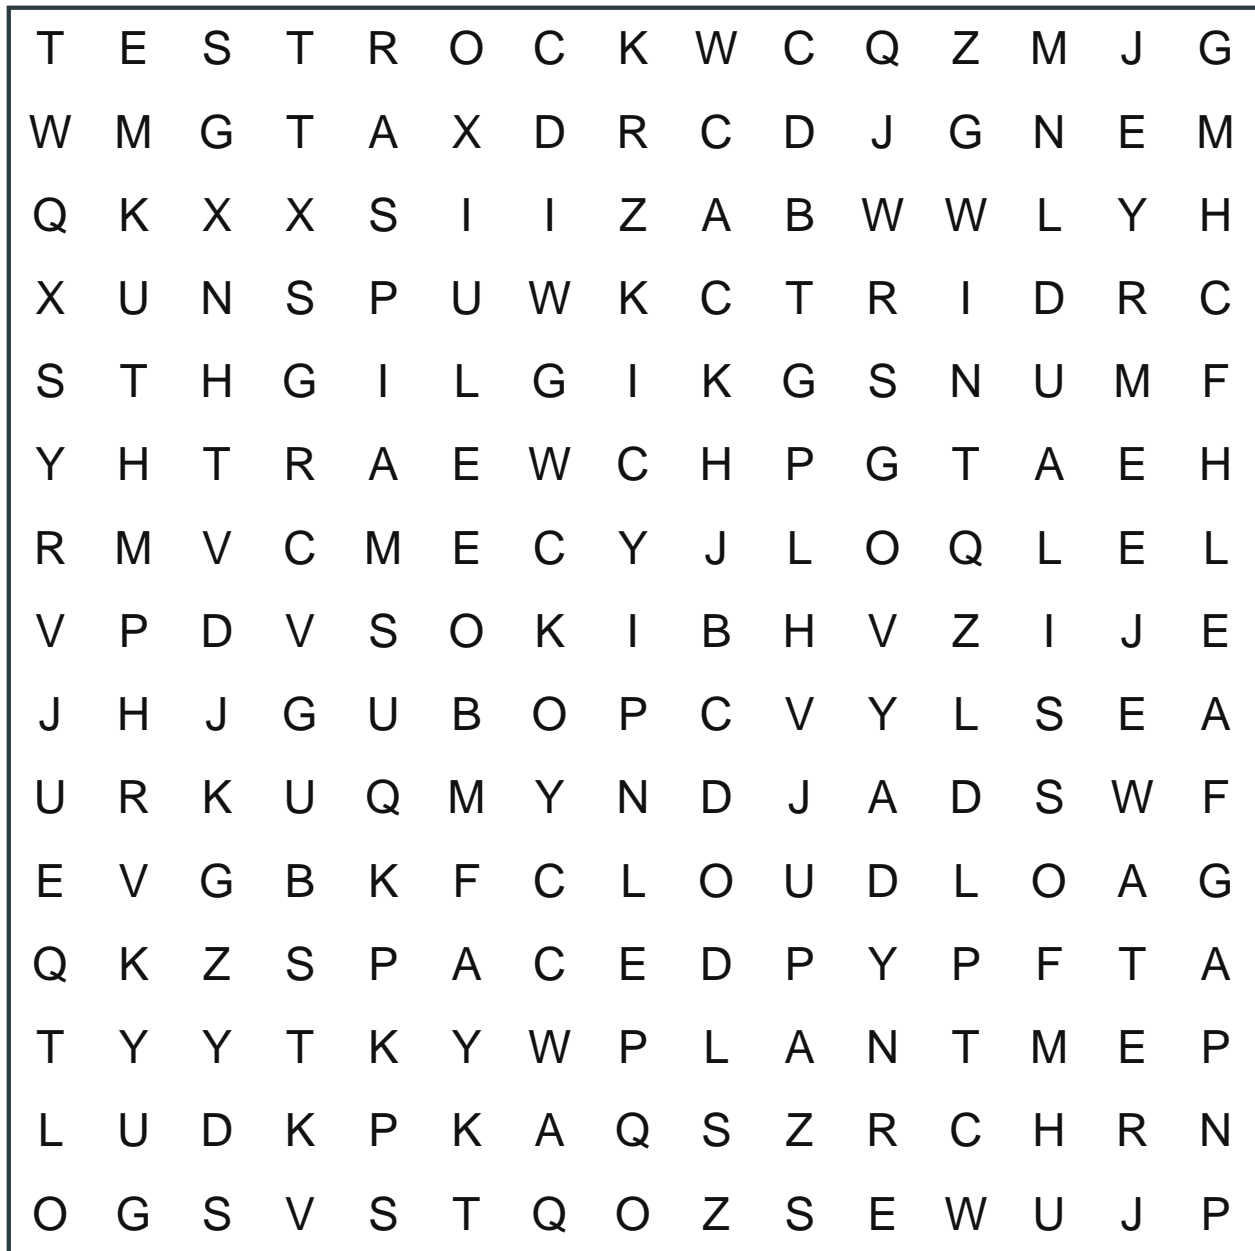 T E S T R O C K W C Q Z M J G
W M G T A X D R C D J G N E M
Q K X X S I I Z A B W W L Y H
X U N S P U W K C T R I D R C
S T H G I L G I K G S N U M F
Y H T R A E W C H P G T A E H
R M V C M E C Y J L O Q L E L
V P D V S O K I B H V Z I J E
J H J G U B O P C V Y L S E A
U R K U Q M Y N D J A D S W F
E V G B K F C L O U D L O A G
Q K Z S P A C E D P Y P F T A
T Y Y T K Y W P L A N T M E P
L U D K P K A Q S Z R C H R N
O G S V S T Q O Z S E W U J P